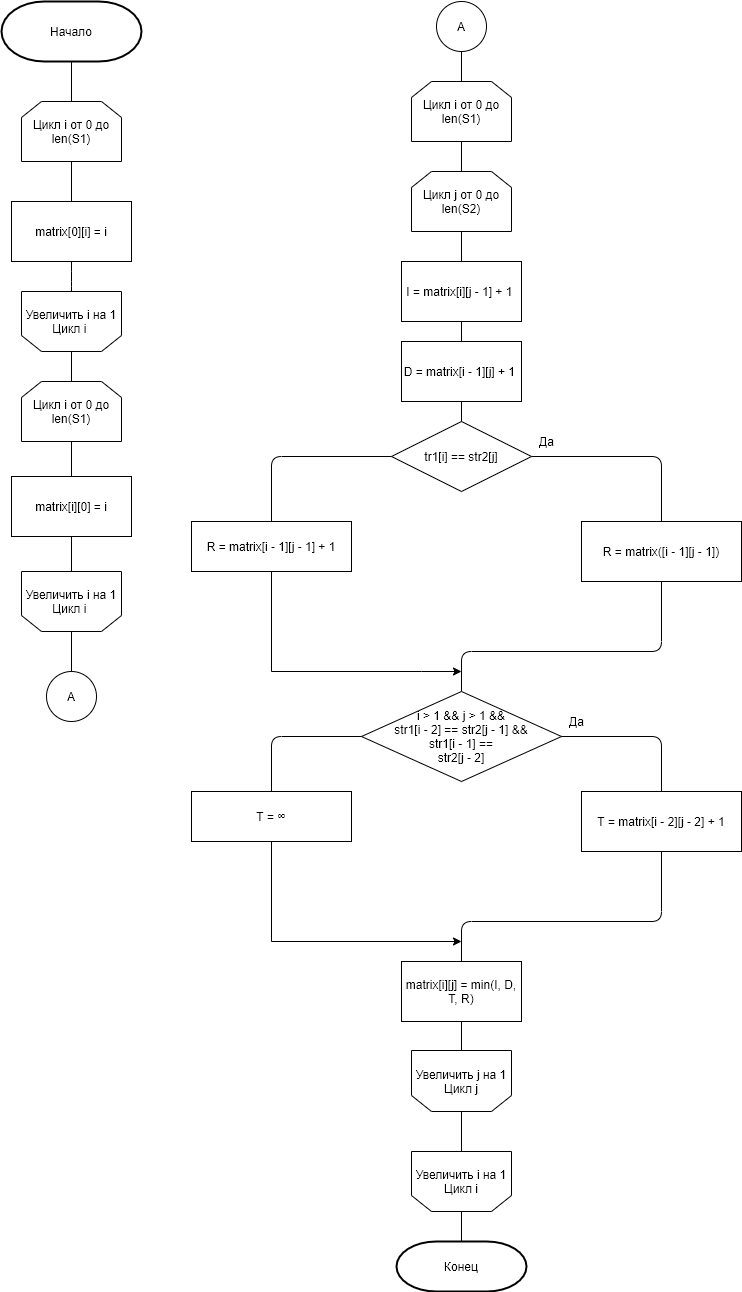 Начало
Цикл i от 0 до
len(S1)
matrix[0][i] = i
Увеличить i на 1
Цикл i
Цикл i от 0 до
len(S1)
matrix[i][0] = i
Увеличить i на 1
Цикл i
A
A
Цикл i от 0 до
len(S1)
Цикл j от 0 до
len(S2)
I = matrix[i][j - 1] + 1
D = matrix[i - 1][j] + 1
tr1[i] == str2[j]
Да
R = matrix[i - 1][j - 1] + 1
R = matrix([i - 1][j - 1])
i > 1 && j > 1 &&
str1[i - 2] == str2[j - 1] &&
str1[i - 1] ==
str2[j - 2]
Да
T = ∞
T = matrix[i - 2][j - 2] + 1
matrix[i][j] = min(I, D,
T, R)
Увеличить j на 1
Цикл j
Увеличить i на 1
Цикл i
Конец